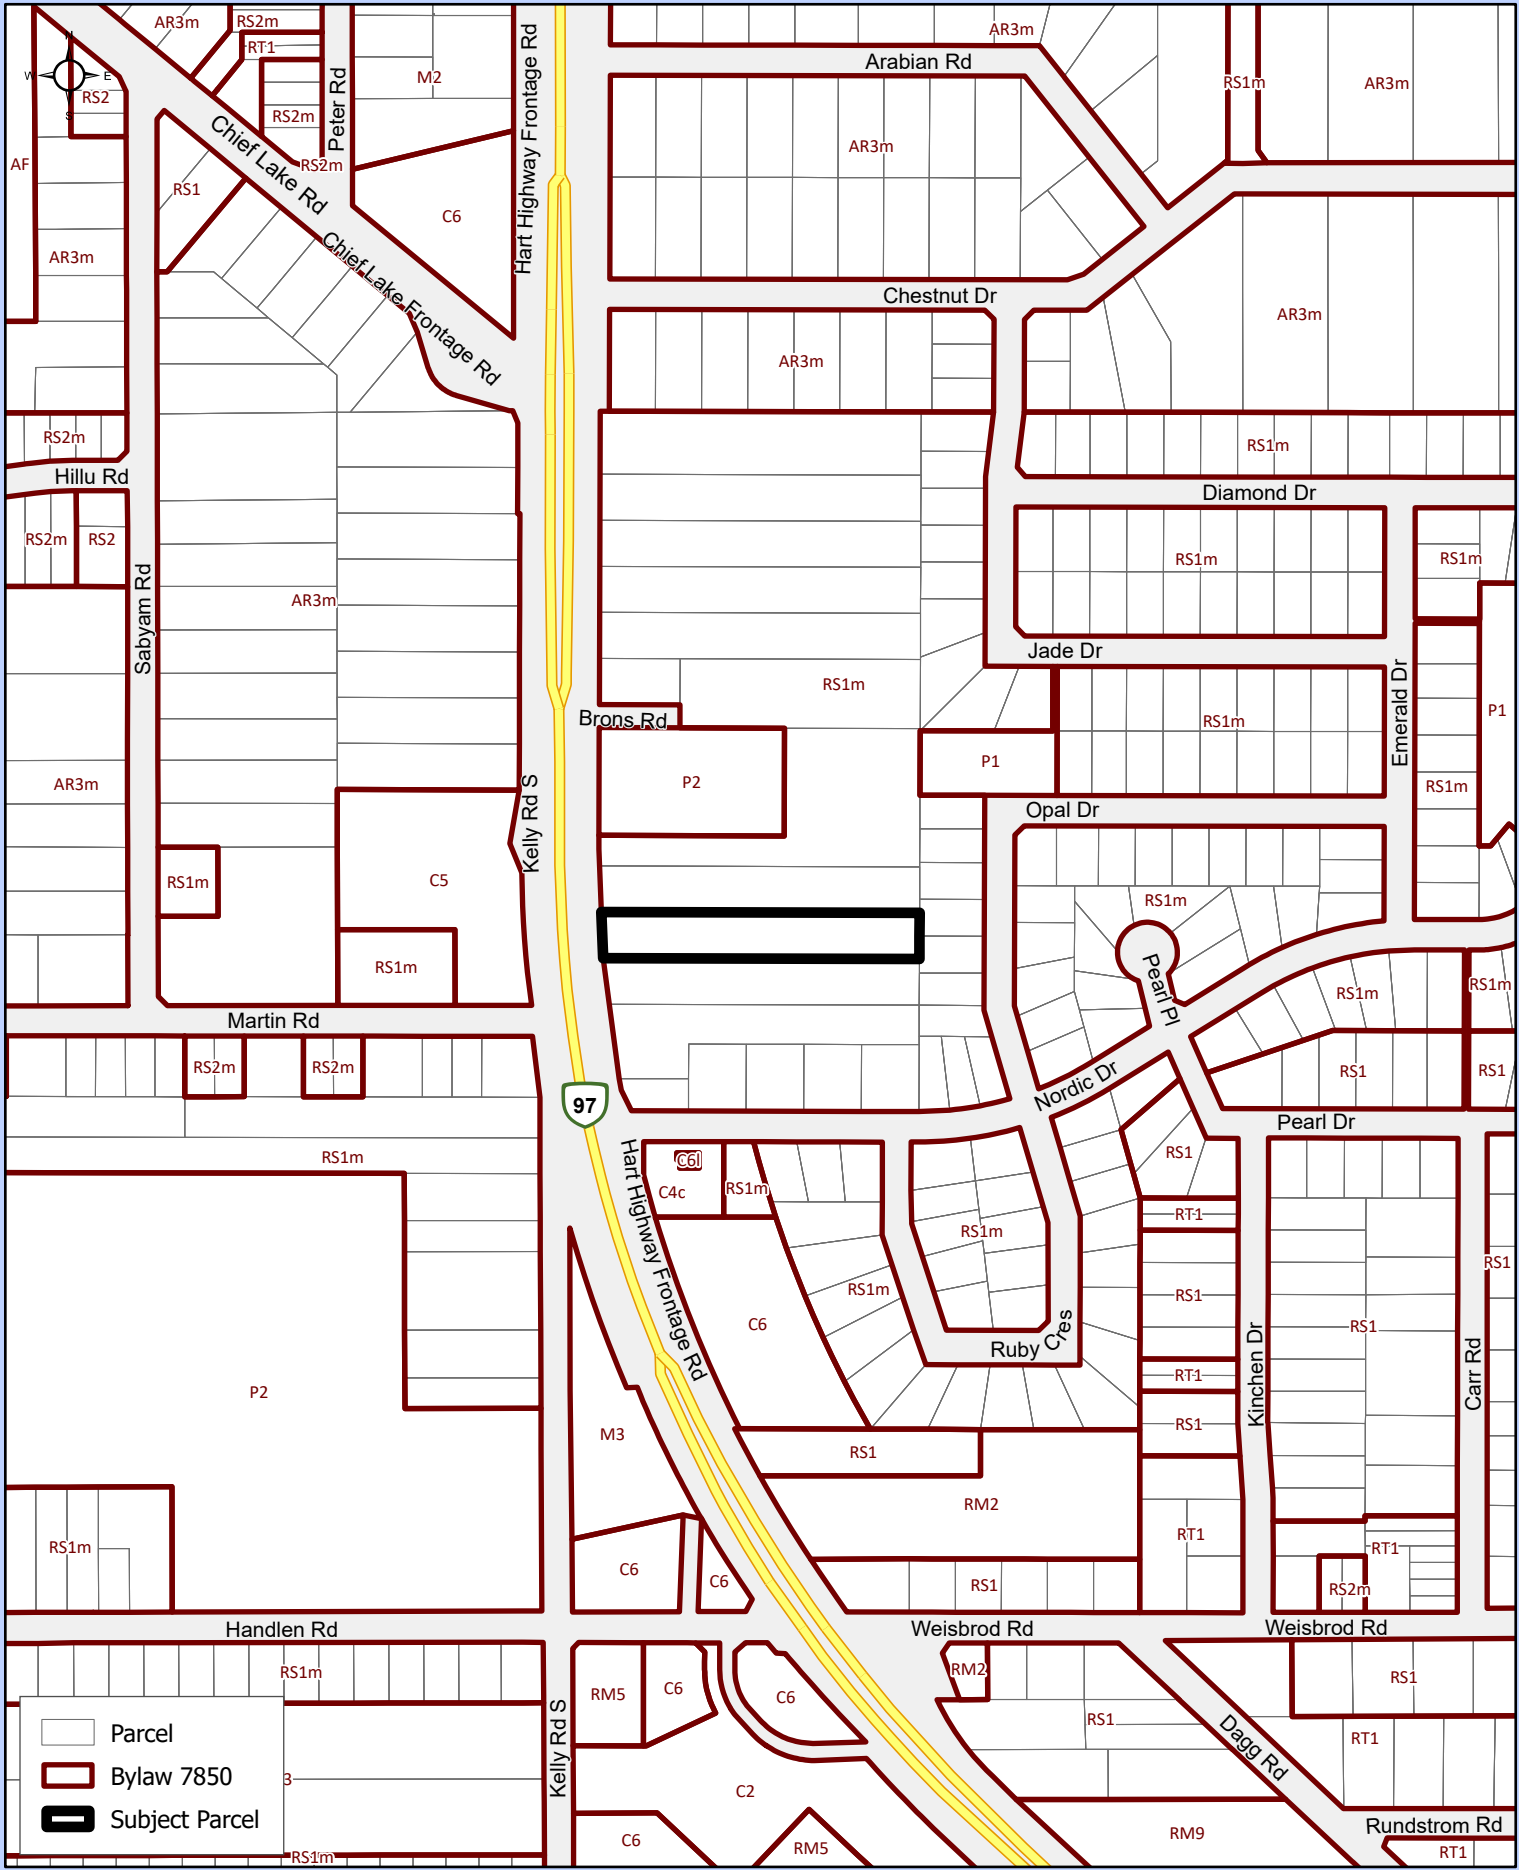 AR3m
RS2m
AR3m
RT1
N
W
E
S
RS2
M2
Peter Rd
Hart Highway Frontage Rd
Arabian Rd
RS1m
AR3m
RS2m
Chief Lake Rd
AR3m
AF
RS2m
RS1
C6
AR3m
Chief Lake Frontage Rd
Chestnut Dr
AR3m
AR3m
RS2m
RS1m
Hillu Rd
Diamond Dr
RS2m
RS2
RS1m
RS1m
Sabyam Rd
AR3m
Jade Dr
RS1m
Emerald Dr
Brons Rd
RS1m
P1
P2
P1
AR3m
RS1m
Kelly Rd S
Opal Dr
RS1m
C5
RS1m
RS1m
Pearl Pl
RS1m
RS1m
Martin Rd
RS2m
RS2m
Nordic Dr
RS1
RS1
97
Pearl Dr
RS1m
Hart Highway Frontage Rd
C6l
C4c
RS1m
RS1
RT1
RS1m
RS1m
RS1
RS1
C6
RS1
Ruby Cres
Kinchen Dr
Carr Rd
RT1
P2
RS1
M3
RS1
RM2
RS1m
RT1
RT1
C6
C6
RS1
RS2m
Handlen Rd
Weisbrod Rd
Weisbrod Rd
RS1m
RM2
RS1
RM5
C6
C6
RS1
Dagg Rd
RT1
Kelly Rd S
Parcel
Bylaw 7850
3
Subject Parcel
C2
C6
RM5
RM9
Rundstrom Rd
RT1
RS1m